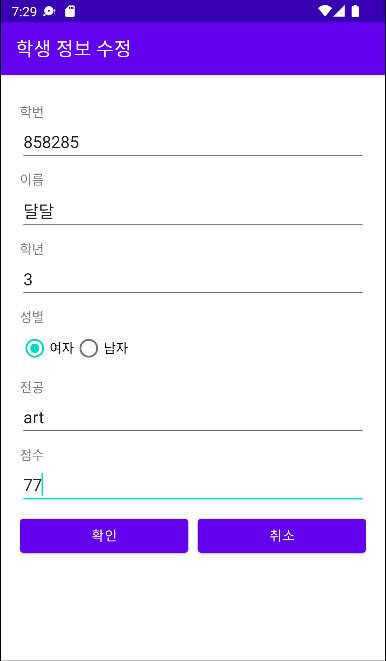 7:29
학생 정보 수정
학번
858285
이름
달달
학년
3
성별
여자 남자
전공
art
점수
77
확인 취소